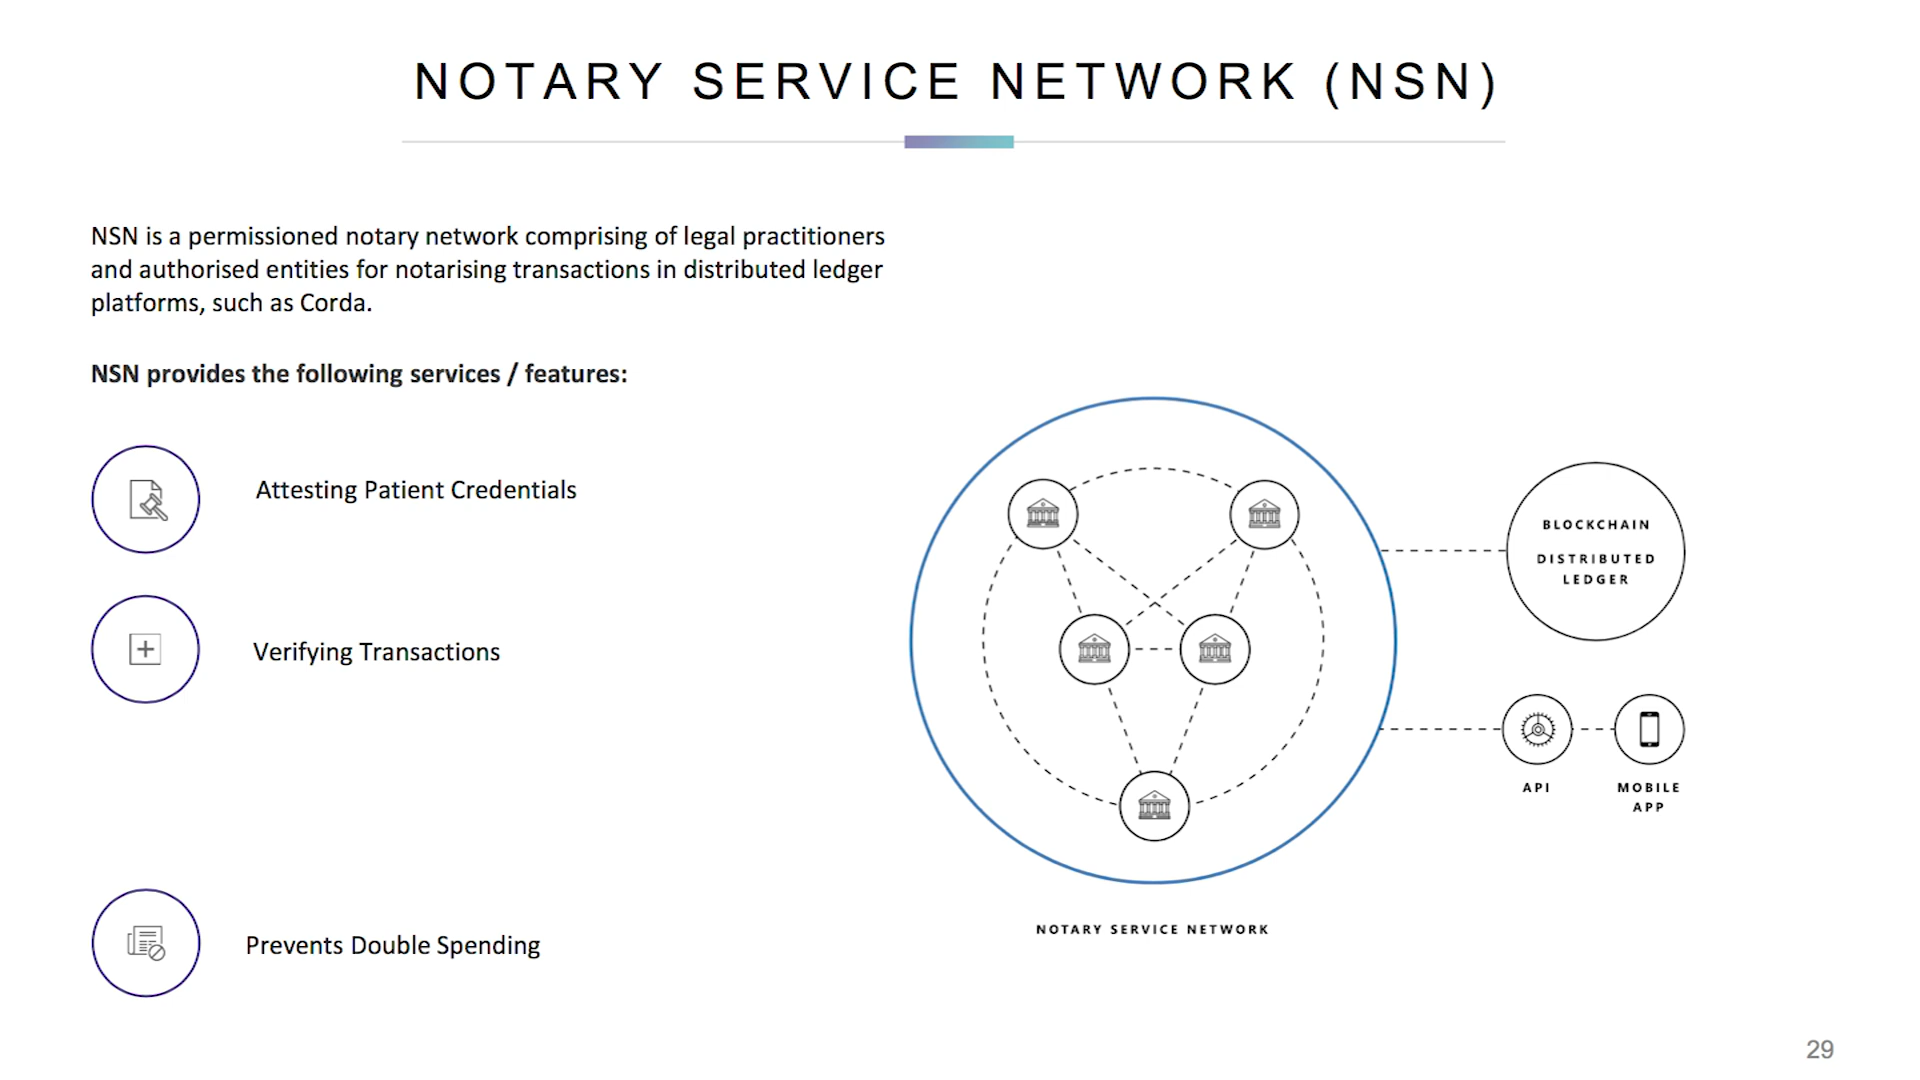 NOTARY SERVICE NETWORK (NSN)
NSN is a permissioned notary network comprising of legal practitioners
and authorised entities for notarising transactions in distributed ledger
platforms, such as Corda.
NSN provides the following services / features:
Attesting Patient Credentials
Verifying Transactions
Prevents Double Spending
BLOCKCHAIN
DISTRIBUTED
LEDGER
API
MOBILE
APP
NOTARY SERVICE NETWORK
29